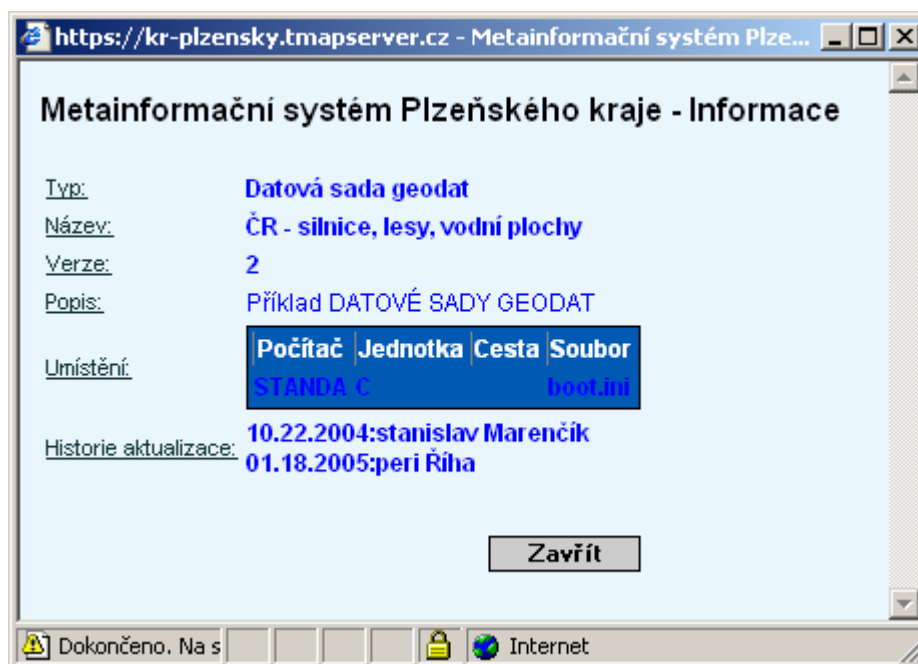 https://kr-plzensky.tmapserver.cz - Metainformační systém Plze...
Metainformační systém Plzeňského kraje - Informace
Typ: Datová sada geodat
Název: ČR - silnice, lesy, vodní plochy
Verze: 2
Popis: Příklad DATOVÉ SADY GEODAT
Umístění:
Počítač Jednotka Cesta Soubor
STANDA C boot.ini
Historie aktualizace:
10.22.2004:stanislav Marenčík
01.18.2005:peri Říha
Zavřít
Dokončeno. Na s Internet